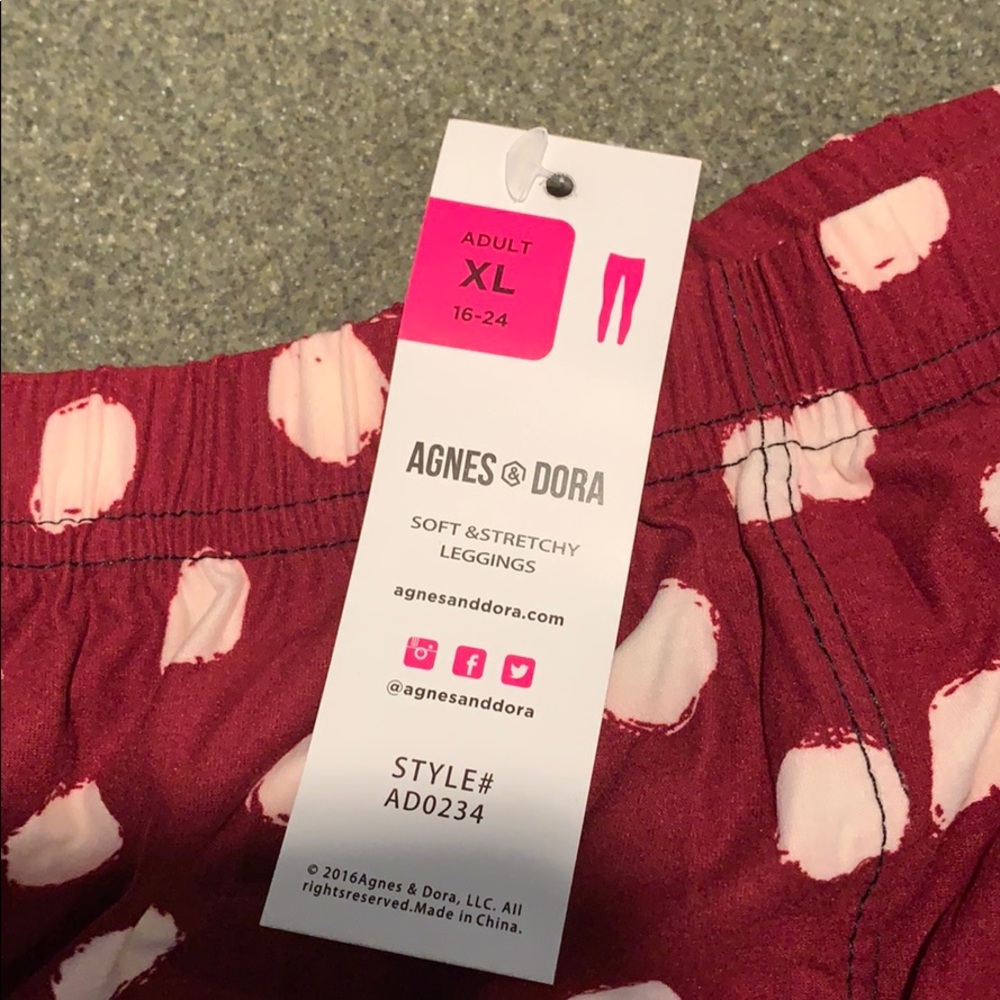 ADULT
XL
16-24
AGNES & DORA
SOFT &STRETCHY
LEGGINGS
agnesanddora.com
@agnesanddora
STYLE#
AD0234
© 2016Agnes & Dora, LLC. All
rightsreserved.Made in China.